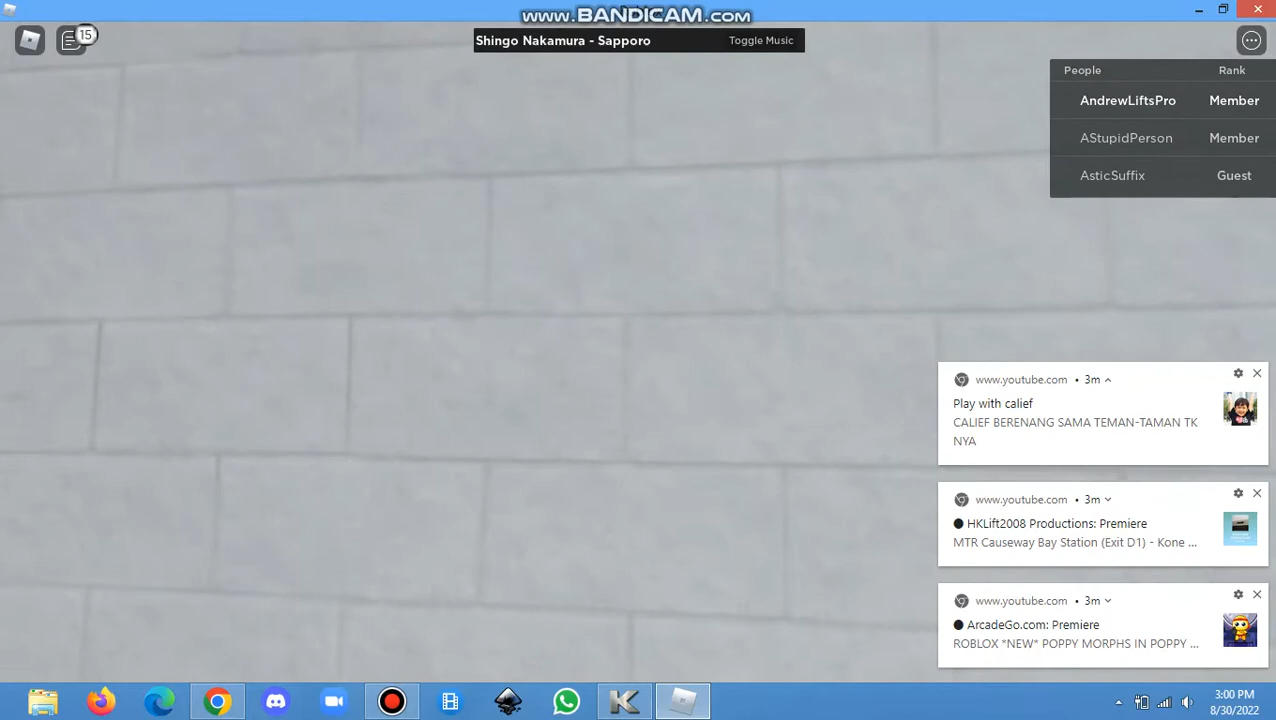 www.BANDICAM.com
15
Shingo Nakamura - Sapporo Toggle Music
People Rank
AndrewLiftsPro Member
AStupidPerson Member
AsticSuffix Guest
www.youtube.com • 3m
Play with calief
CALIEF BERENANG SAMA TEMAN-TAMAN TK
NYA
www.youtube.com • 3m
HKLift2008 Productions: Premiere
MTR Causeway Bay Station (Exit D1) - Kone ...
www.youtube.com • 3m
ArcadeGo.com: Premiere
ROBLOX *NEW* POPPY MORPHS IN POPPY ...
3:00 PM
8/30/2022